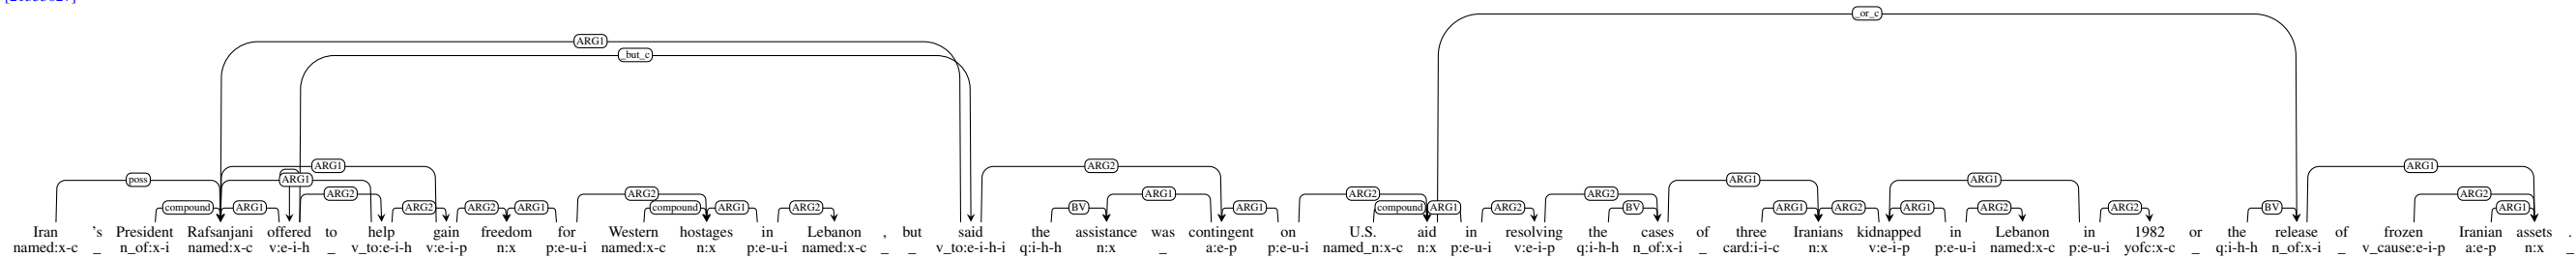 _or_c
ARG1
_but_c
ARG1 ARG2 ARG1
poss ARG1 ARG1 ARG1
ARG2 ARG2 ARG1 ARG2 ARG2 ARG2
compound ARG1 ARG2 ARG2 ARG1 compound ARG1 ARG2 BV ARG1 compound ARG1 ARG2 BV ARG1 ARG2 ARG1 ARG2 ARG2 BV ARG1
Iran 's President Rafsanjani offered to help gain freedom for Western hostages in Lebanon , but said the assistance was contingent on U.S. aid in resolving the cases of three Iranians kidnapped in Lebanon in 1982 or the release of frozen Iranian assets .
named:x-c _ n_of:x-i named:x-c v:e-i-h _ v_to:e-i-h v:e-i-p n:x p:e-u-i named:x-c n:x p:e-u-i named:x-c _ _ v_to:e-i-h-i q:i-h-h n:x _ a:e-p p:e-u-i named_n:x-c n:x p:e-u-i v:e-i-p q:i-h-h n_of:x-i _ card:i-i-c n:x v:e-i-p p:e-u-i named:x-c p:e-u-i yofc:x-c _ q:i-h-h n_of:x-i _ v_cause:e-i-p a:e-p n:x _